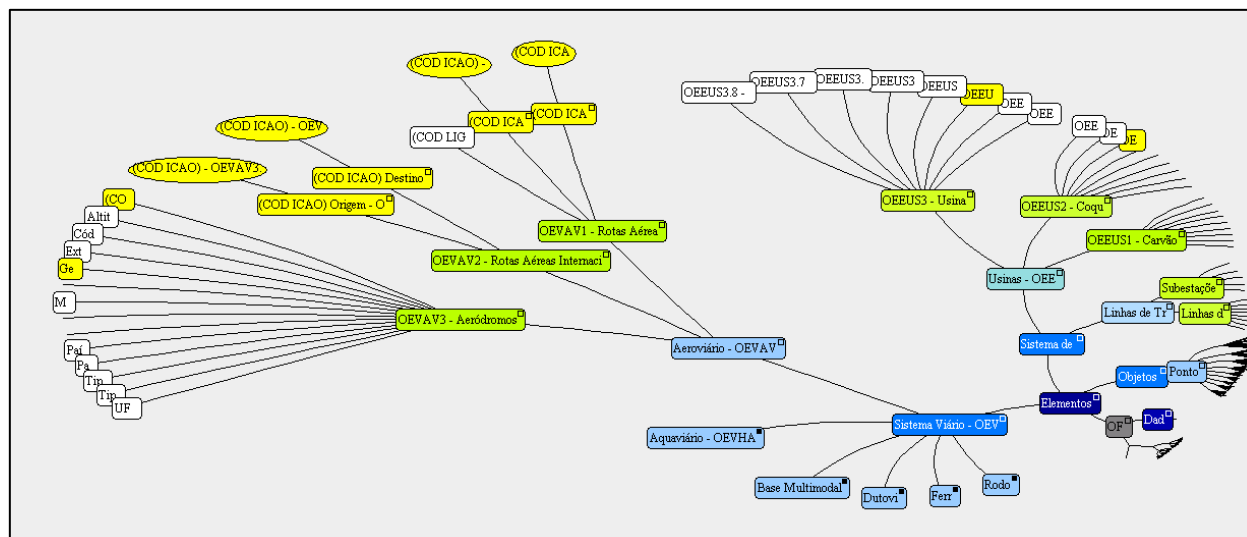 (COD ICAO) -
(COD ICA
(COD ICA
(COD ICA
(COD LIG
(COD ICAO) - OEV
(COD ICAO) - OEVAV3.
(COD ICAO) Destino
(COD ICAO) Origem - O
OEVAV1 - Rotas Aérea
OEVAV2 - Rotas Aéreas Internaci
OEVAV3 - Aeródromos
Aeroviário - OEVAV
(CO
Altit
Cód
Ext
Ge
M
Paí
Pa
Tip
Tip
UF
OEEUS3.8 -
OEEUS3.7
OEEUS3.
OEEUS3
OEEUS
OEEU
OEE
OEE
OEE
OE
OE
OEEUS3 - Usina
OEEUS2 - Coqu
OEEUS1 - Carvão
Usinas - OEE
Subestaçõe
Linhas de Tr
Linhas d
Sistema de
Objetos
Ponto
Elementos
OF
Dad
Sistema Viário - OEV
Aquaviário - OEVHA
Base Multimodal
Dutovi
Ferr
Rodo